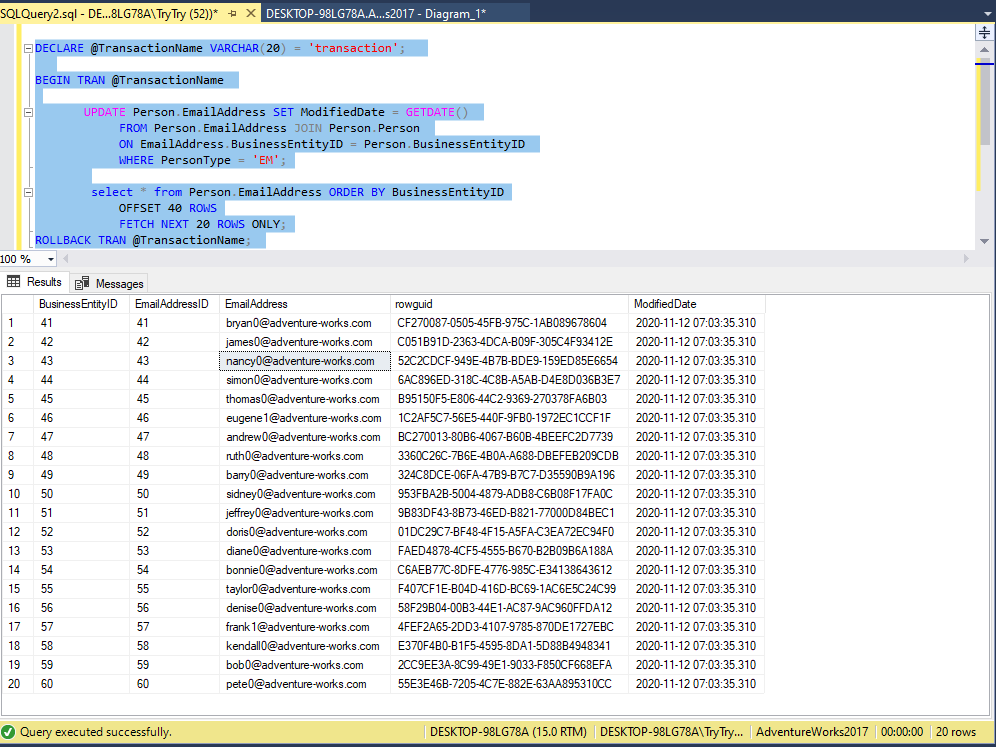 SQLQuery2.sql - DE...8LG78A\TryTry (52))* DESKTOP-98LG78A.A...s2017 - Diagram_1*
DECLARE @TransactionName VARCHAR(20) = 'transaction';
BEGIN TRAN @TransactionName
UPDATE Person.EmailAddress SET ModifiedDate = GETDATE()
FROM Person.EmailAddress JOIN Person.Person
ON EmailAddress.BusinessEntityID = Person.BusinessEntityID
WHERE PersonType = 'EM';
select * from Person.EmailAddress ORDER BY BusinessEntityID
OFFSET 40 ROWS
FETCH NEXT 20 ROWS ONLY;
ROLLBACK TRAN @TransactionName;
100 %
Results Messages
BusinessEntityID EmailAddressID EmailAddress rowguid ModifiedDate
1 41 41 bryan0@adventure-works.com CF270087-0505-45FB-975C-1AB089678604 2020-11-12 07:03:35.310
2 42 42 james0@adventure-works.com C051B91D-2363-4DCA-B09F-305C4F93412E 2020-11-12 07:03:35.310
3 43 43 nancy0@adventure-works.com 52C2CDCF-949E-4B7B-BDE9-159ED85E6654 2020-11-12 07:03:35.310
4 44 44 simon0@adventure-works.com 6AC896ED-318C-4C8B-A5AB-D4E8D036B3E7 2020-11-12 07:03:35.310
5 45 45 thomas0@adventure-works.com B95150F5-E806-44C2-9369-270378FA6B03 2020-11-12 07:03:35.310
6 46 46 eugene1@adventure-works.com 1C2AF5C7-56E5-440F-9FB0-1972EC1CCF1F 2020-11-12 07:03:35.310
7 47 47 andrew0@adventure-works.com BC270013-80B6-4067-B60B-4BEEFC2D7739 2020-11-12 07:03:35.310
8 48 48 ruth0@adventure-works.com 3360C26C-7B6E-4B0A-A688-DBEFEB209CDB 2020-11-12 07:03:35.310
9 49 49 barry0@adventure-works.com 324C8DCE-06FA-47B9-B7C7-D35590B9A196 2020-11-12 07:03:35.310
10 50 50 sidney0@adventure-works.com 953FBA2B-5004-4879-ADB8-C6B08F17FA0C 2020-11-12 07:03:35.310
11 51 51 jeffrey0@adventure-works.com 9B83DF43-8B73-46ED-B821-77000D84BEC1 2020-11-12 07:03:35.310
12 52 52 doris0@adventure-works.com 01DC29C7-BF48-4F15-A5FA-C3EA72EC94F0 2020-11-12 07:03:35.310
13 53 53 diane0@adventure-works.com FAED4878-4CF5-4555-B670-B2B09B6A188A 2020-11-12 07:03:35.310
14 54 54 bonnie0@adventure-works.com C6AEB77C-8DFE-4776-985C-E34138643612 2020-11-12 07:03:35.310
15 55 55 taylor0@adventure-works.com F407CF1E-B04D-416D-BC69-1AC6E5C24C99 2020-11-12 07:03:35.310
16 56 56 denise0@adventure-works.com 58F29B04-00B3-44E1-AC87-9AC960FFDA12 2020-11-12 07:03:35.310
17 57 57 frank1@adventure-works.com 4FEF2A65-2DD3-4107-9785-870DE1727EBC 2020-11-12 07:03:35.310
18 58 58 kendall0@adventure-works.com E370F4B0-B1F5-4595-8DA1-5D88B4948341 2020-11-12 07:03:35.310
19 59 59 bob0@adventure-works.com 2CC9EE3A-8C99-49E1-9033-F850CF668EFA 2020-11-12 07:03:35.310
20 60 60 pete0@adventure-works.com 55E3E46B-7205-4C7E-882E-63AA895310CC 2020-11-12 07:03:35.310
Query executed successfully. DESKTOP-98LG78A (15.0 RTM) DESKTOP-98LG78A\TryTry... AdventureWorks2017 00:00:00 20 rows